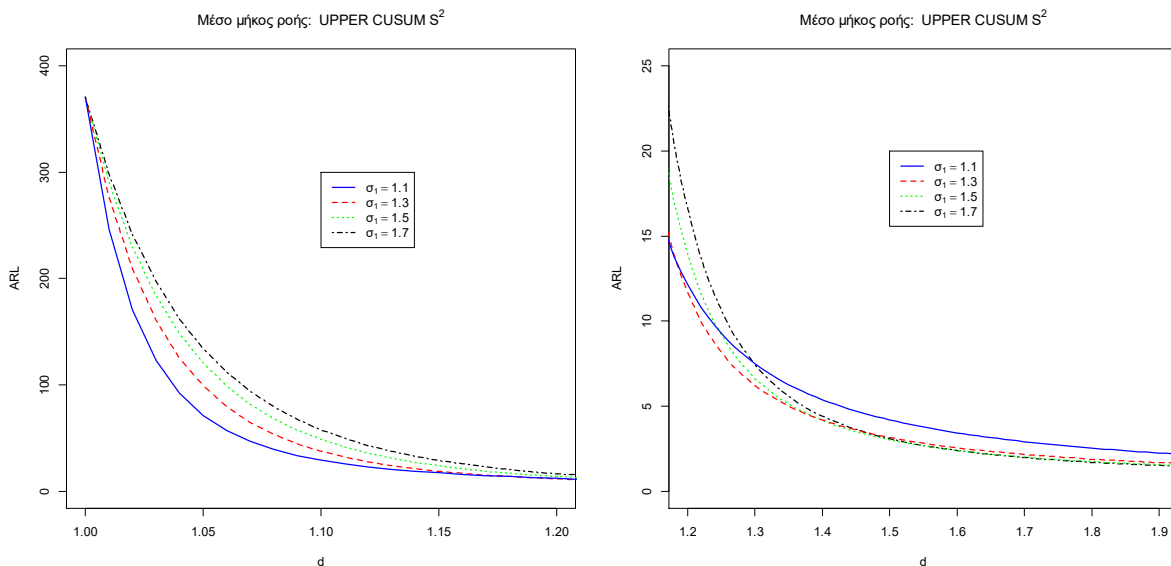 Μέσο μήκος ροής: UPPER CUSUM S²
ARL
400
300
200
100
0
σ₁ = 1.1
σ₁ = 1.3
σ₁ = 1.5
σ₁ = 1.7
1.00
1.05
1.10
1.15
1.20
d
Μέσο μήκος ροής: UPPER CUSUM S²
ARL
25
20
15
10
5
0
σ₁ = 1.1
σ₁ = 1.3
σ₁ = 1.5
σ₁ = 1.7
1.2
1.3
1.4
1.5
1.6
1.7
1.8
1.9
d